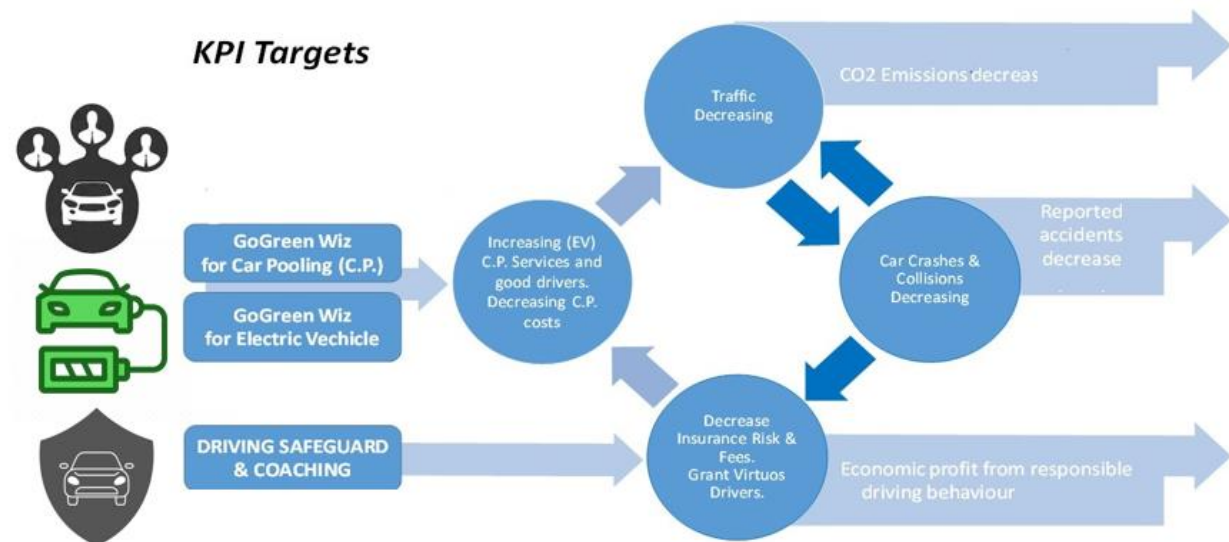 KPI Targets
CO2 Emissions decreas
Traffic
Decreasing
Reported
accidents
decrease
GoGreen Wiz
for Car Pooling (C.P.)
Increasing (EV)
C.P. Services and
good drivers.
Decreasing C.P.
costs
Car Crashes &
Collisions
Decreasing
GoGreen Wiz
for Electric Vechicle
DRIVING SAFEGUARD
& COACHING
Decrease
Insurance Risk &
Fees.
Grant Virtuos
Drivers.
Economic profit from responsible
driving behaviour